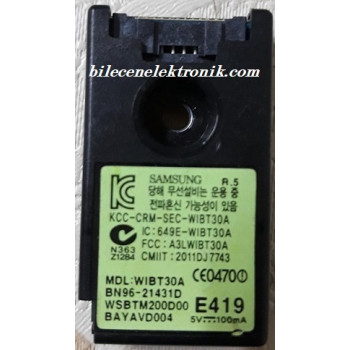 bilecenelektronik.com
SAMSUNG R.5
당해 무선설비는 운용 중
전파혼신 가능성이 있음
KCC-CRM-SEC-WIBT30A
IC: 649E-WIBT30A
FCC: A3LWIBT30A
CMIIT: 2011DJ7743
N363
Z1284
MDL:WIBT30A CE0470
BN96-21431D
WSBTM200D00 E419
BAYAVD004 5V⎓100mA